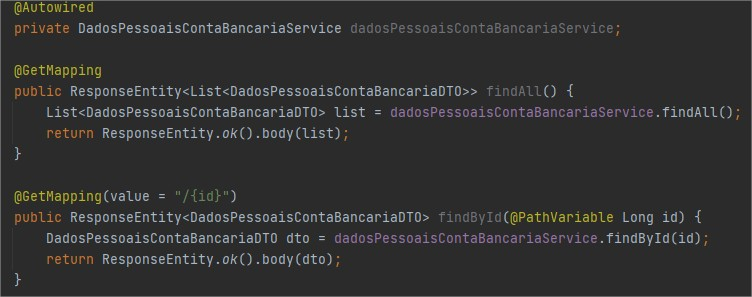 @Autowired
private DadosPessoaisContaBancariaService dadosPessoaisContaBancariaService;
@GetMapping
public ResponseEntity<List<DadosPessoaisContaBancariaDTO>> findAll() {
List<DadosPessoaisContaBancariaDTO> list = dadosPessoaisContaBancariaService.findAll();
return ResponseEntity.ok().body(list);
}
@GetMapping(value = "/{id}")
public ResponseEntity<DadosPessoaisContaBancariaDTO> findById(@PathVariable Long id) {
DadosPessoaisContaBancariaDTO dto = dadosPessoaisContaBancariaService.findById(id);
return ResponseEntity.ok().body(dto);
}